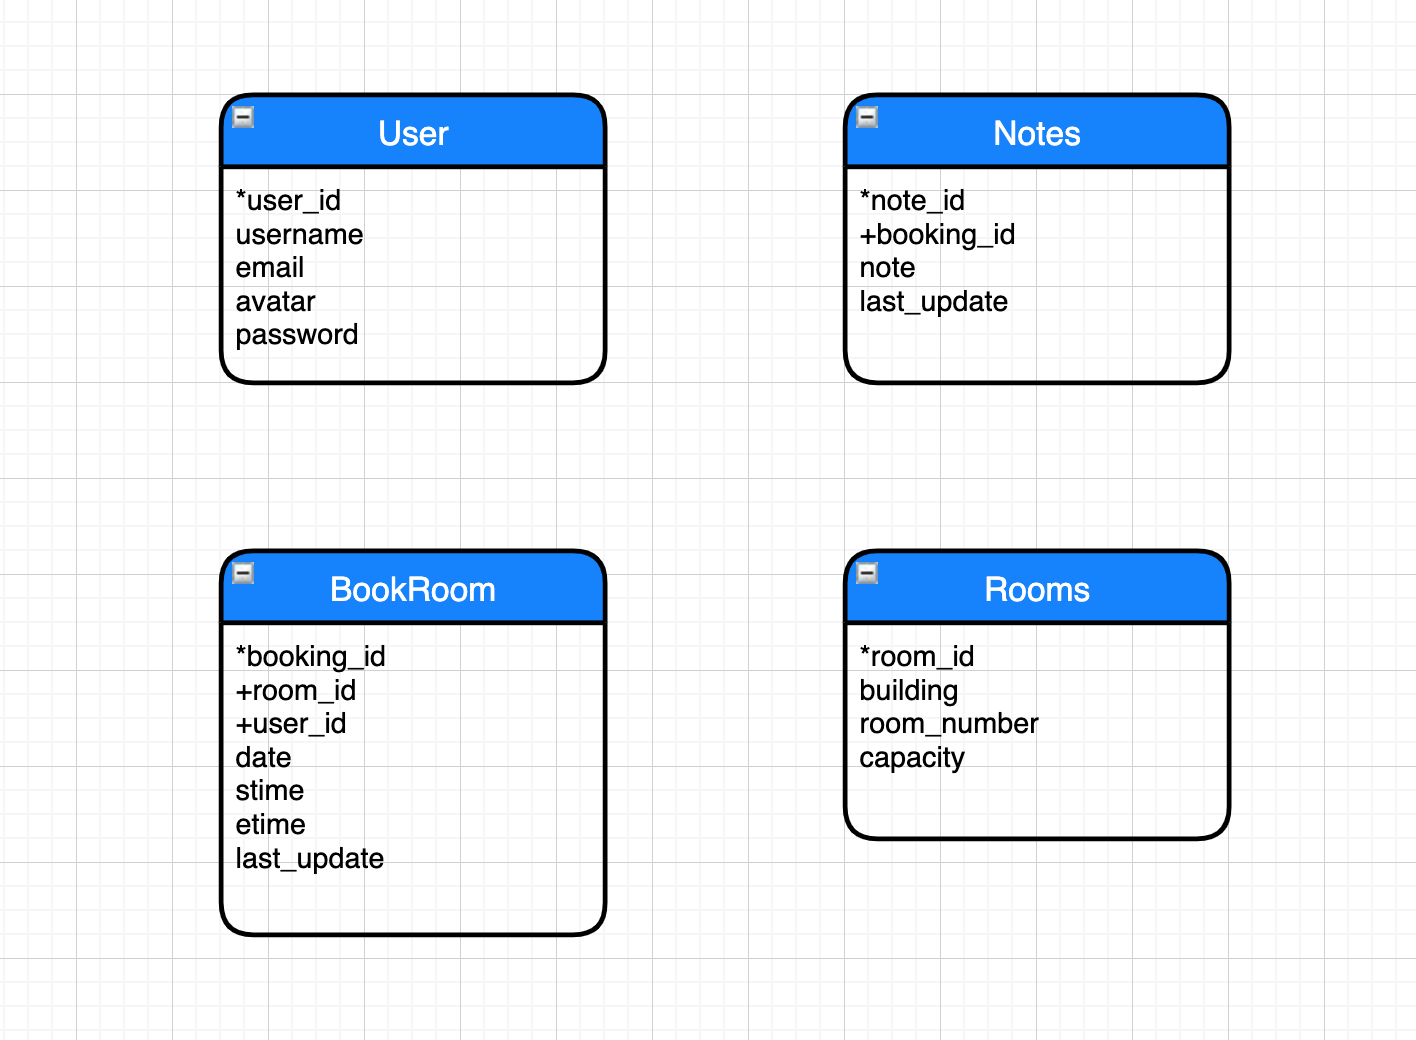 User
*user_id
username
email
avatar
password
Notes
*note_id
+booking_id
note
last_update
BookRoom
*booking_id
+room_id
+user_id
date
stime
etime
last_update
Rooms
*room_id
building
room_number
capacity